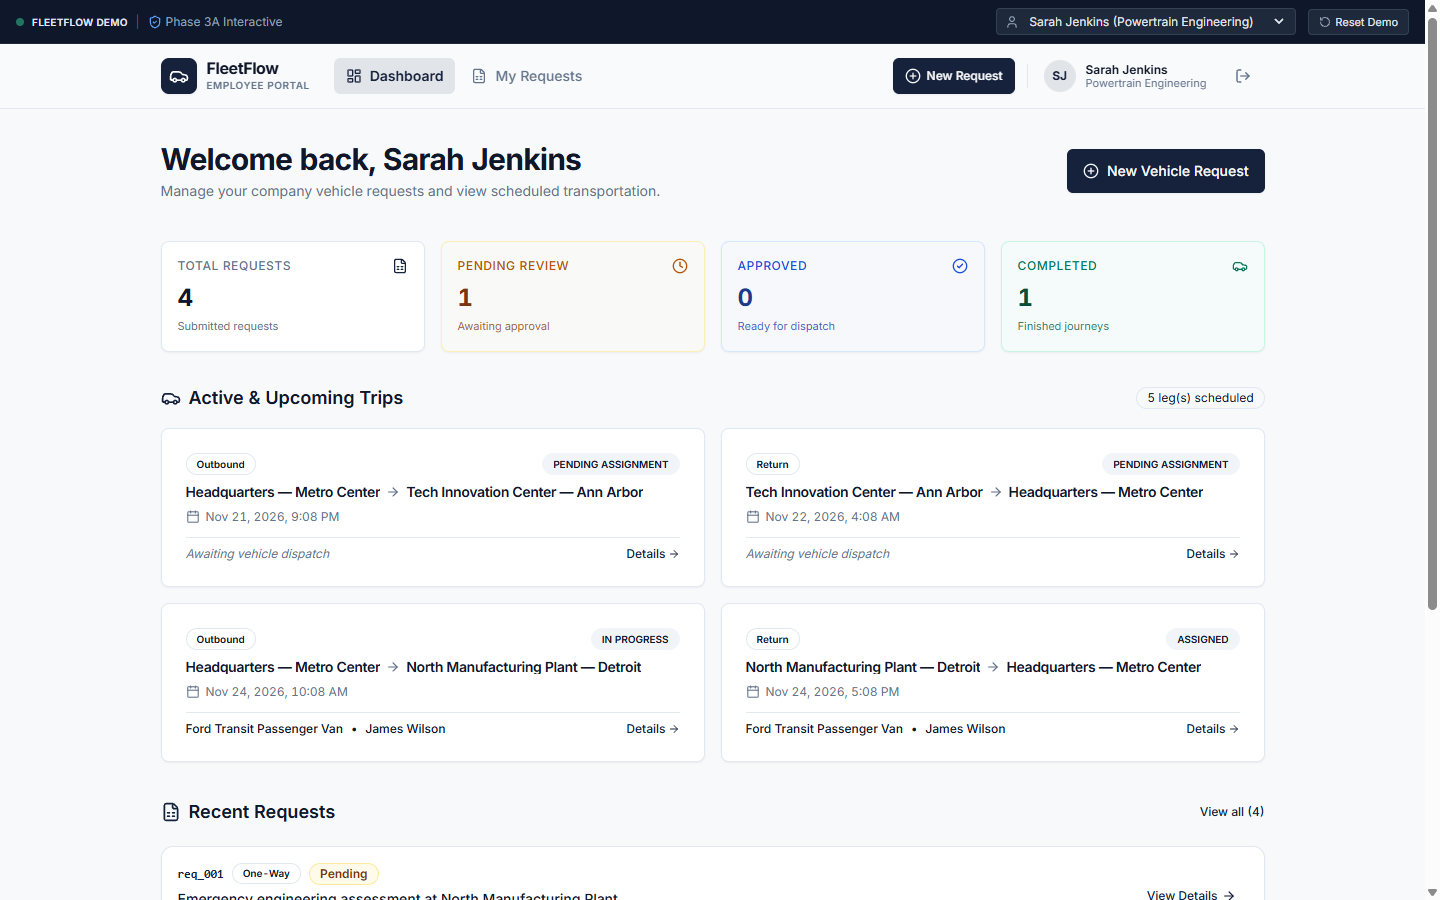 FLEETFLOW DEMO
Phase 3A Interactive
Sarah Jenkins (Powertrain Engineering)
Reset Demo
FleetFlow
EMPLOYEE PORTAL
Dashboard
My Requests
New Request
SJ
Sarah Jenkins
Powertrain Engineering
Welcome back, Sarah Jenkins
Manage your company vehicle requests and view scheduled transportation.
New Vehicle Request
TOTAL REQUESTS
4
Submitted requests
PENDING REVIEW
1
Awaiting approval
APPROVED
0
Ready for dispatch
COMPLETED
1
Finished journeys
Active & Upcoming Trips
5 leg(s) scheduled
Outbound
PENDING ASSIGNMENT
Headquarters — Metro Center → Tech Innovation Center — Ann Arbor
Nov 21, 2026, 9:08 PM
Awaiting vehicle dispatch
Details →
Return
PENDING ASSIGNMENT
Tech Innovation Center — Ann Arbor → Headquarters — Metro Center
Nov 22, 2026, 4:08 AM
Awaiting vehicle dispatch
Details →
Outbound
IN PROGRESS
Headquarters — Metro Center → North Manufacturing Plant — Detroit
Nov 24, 2026, 10:08 AM
Ford Transit Passenger Van • James Wilson
Details →
Return
ASSIGNED
North Manufacturing Plant — Detroit → Headquarters — Metro Center
Nov 24, 2026, 5:08 PM
Ford Transit Passenger Van • James Wilson
Details →
Recent Requests
View all (4)
req_001
One-Way
Pending
Emergency engineering assessment at North Manufacturing Plant
View Details →